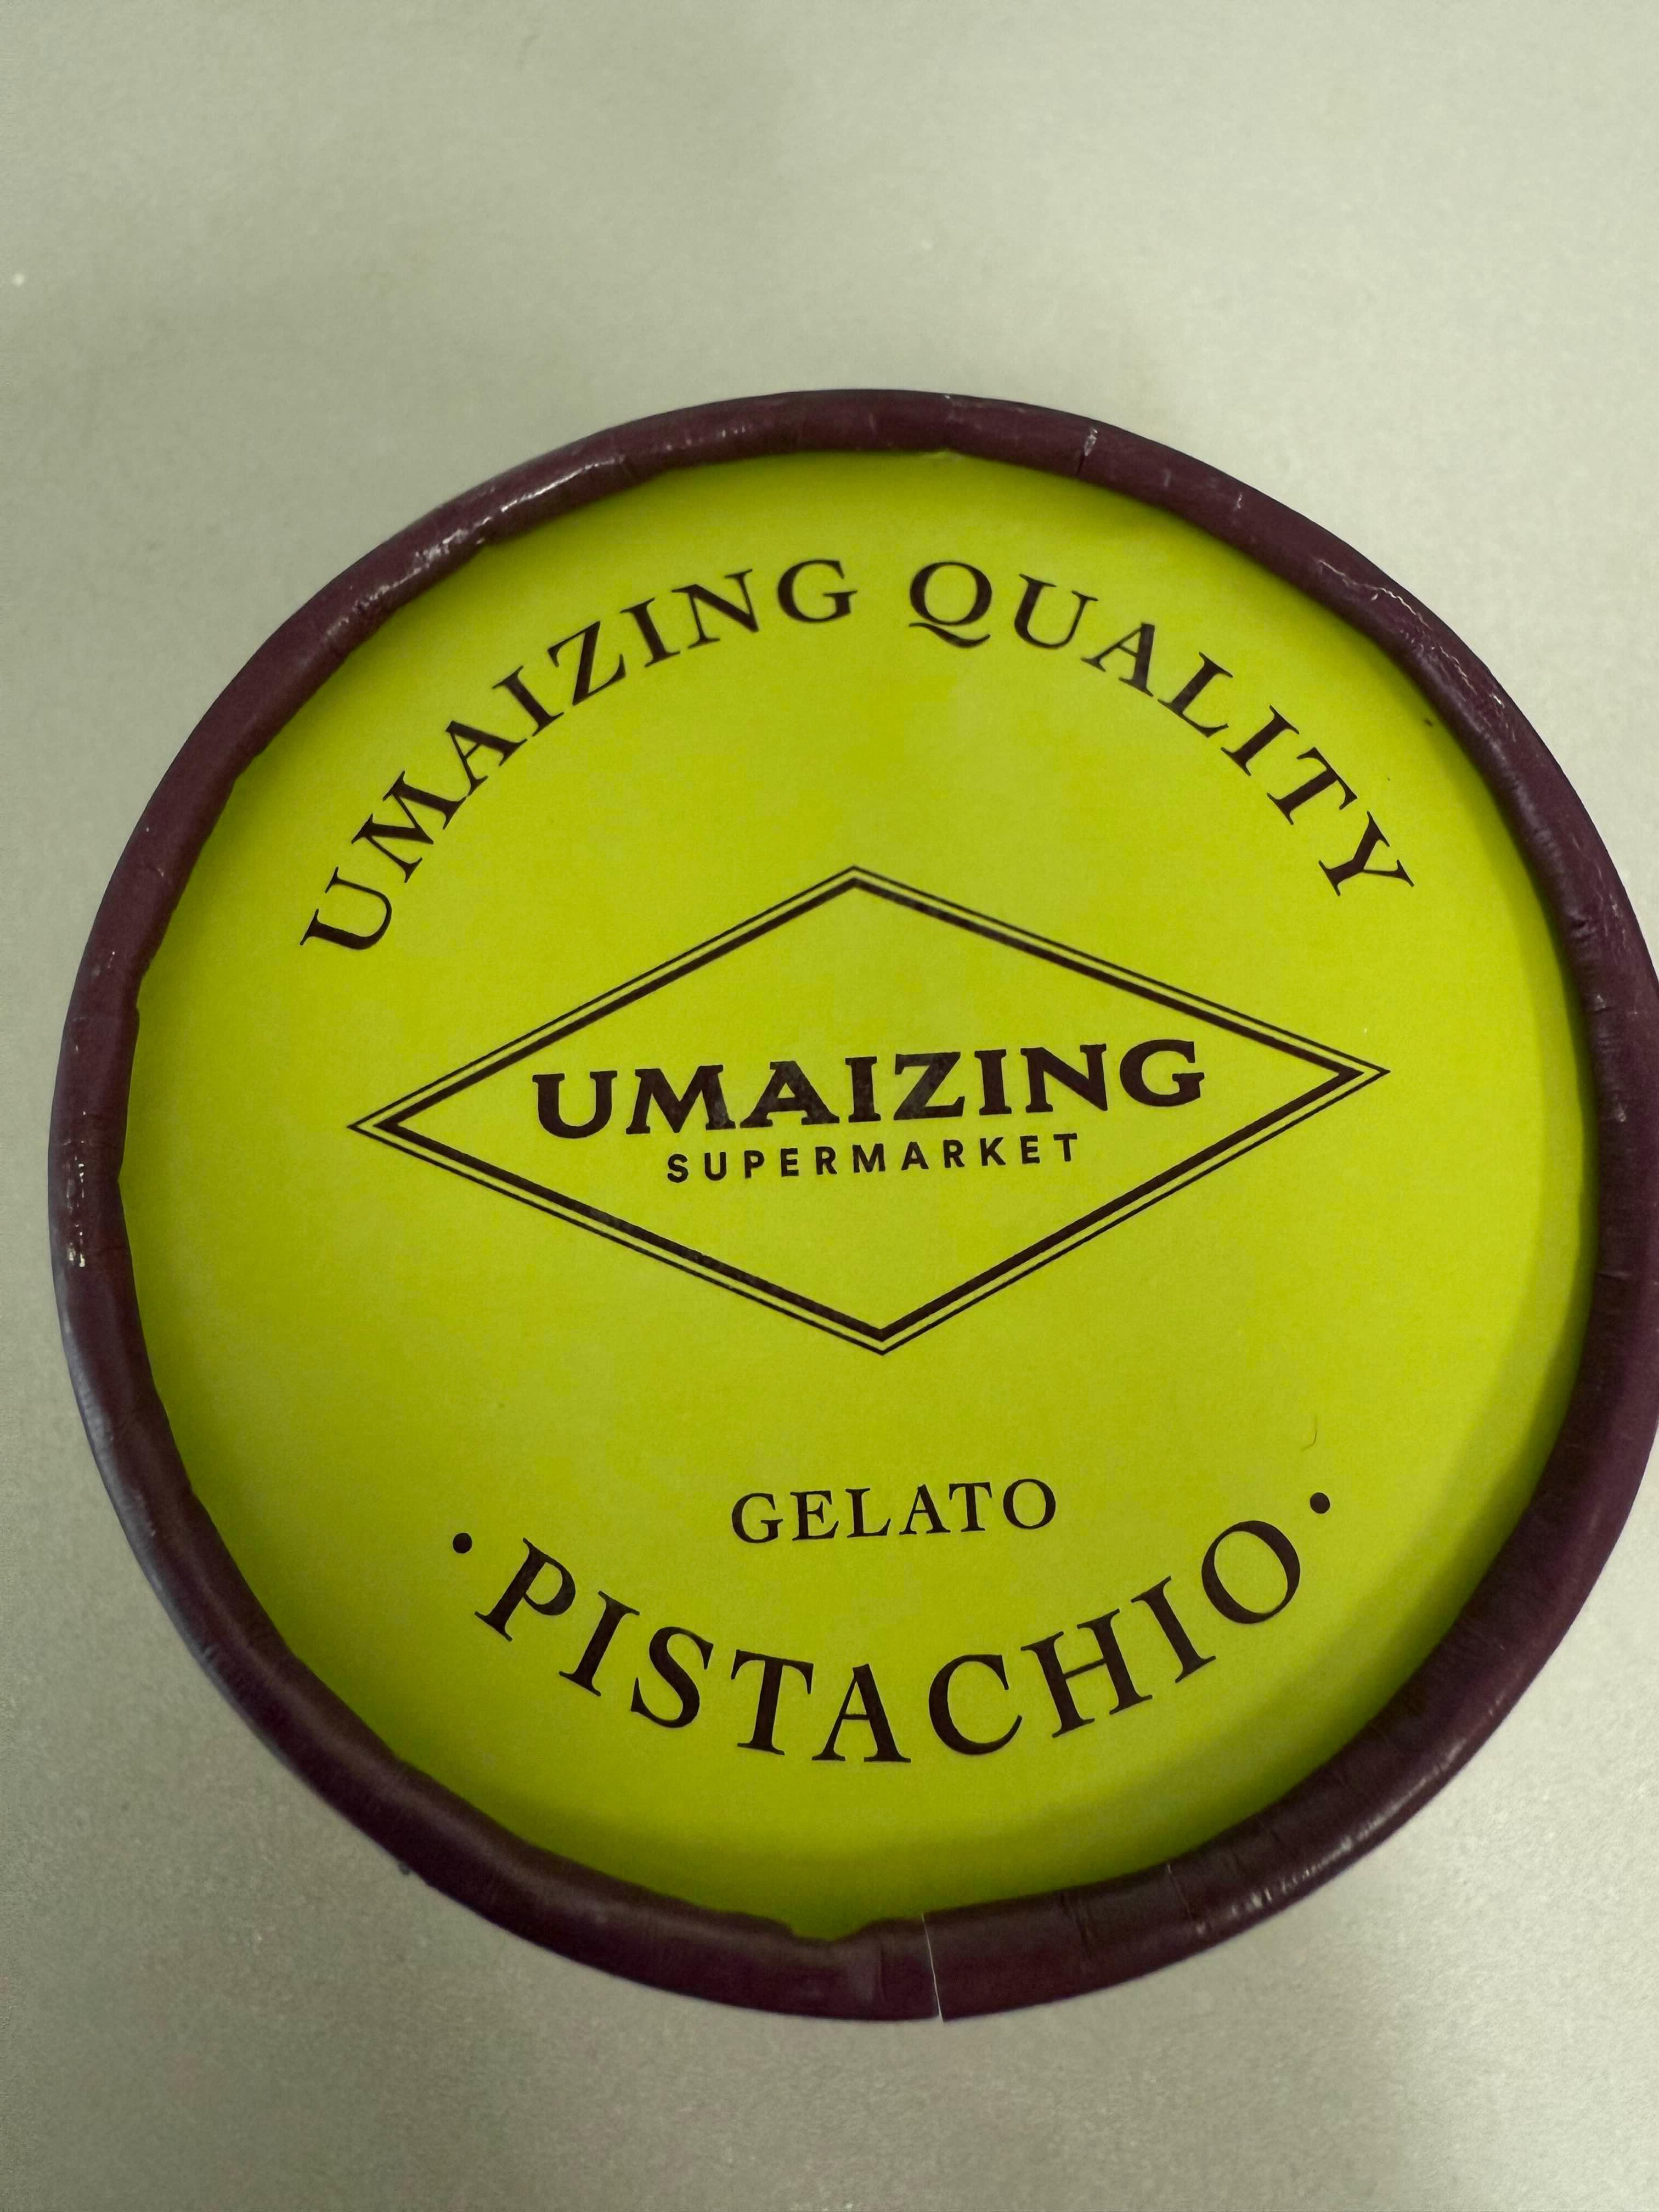 UMAIZING QUALITY
UMAIZING
SUPERMARKET
GELATO
· PISTACHIO ·